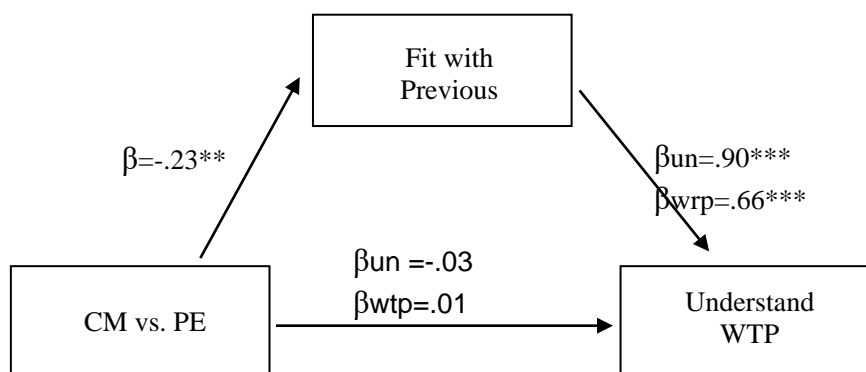 Fit with
Previous
β=-.23**
βun=.90***
βwrp=.66***
βun =-.03
βwtp=.01
CM vs. PE
Understand
WTP